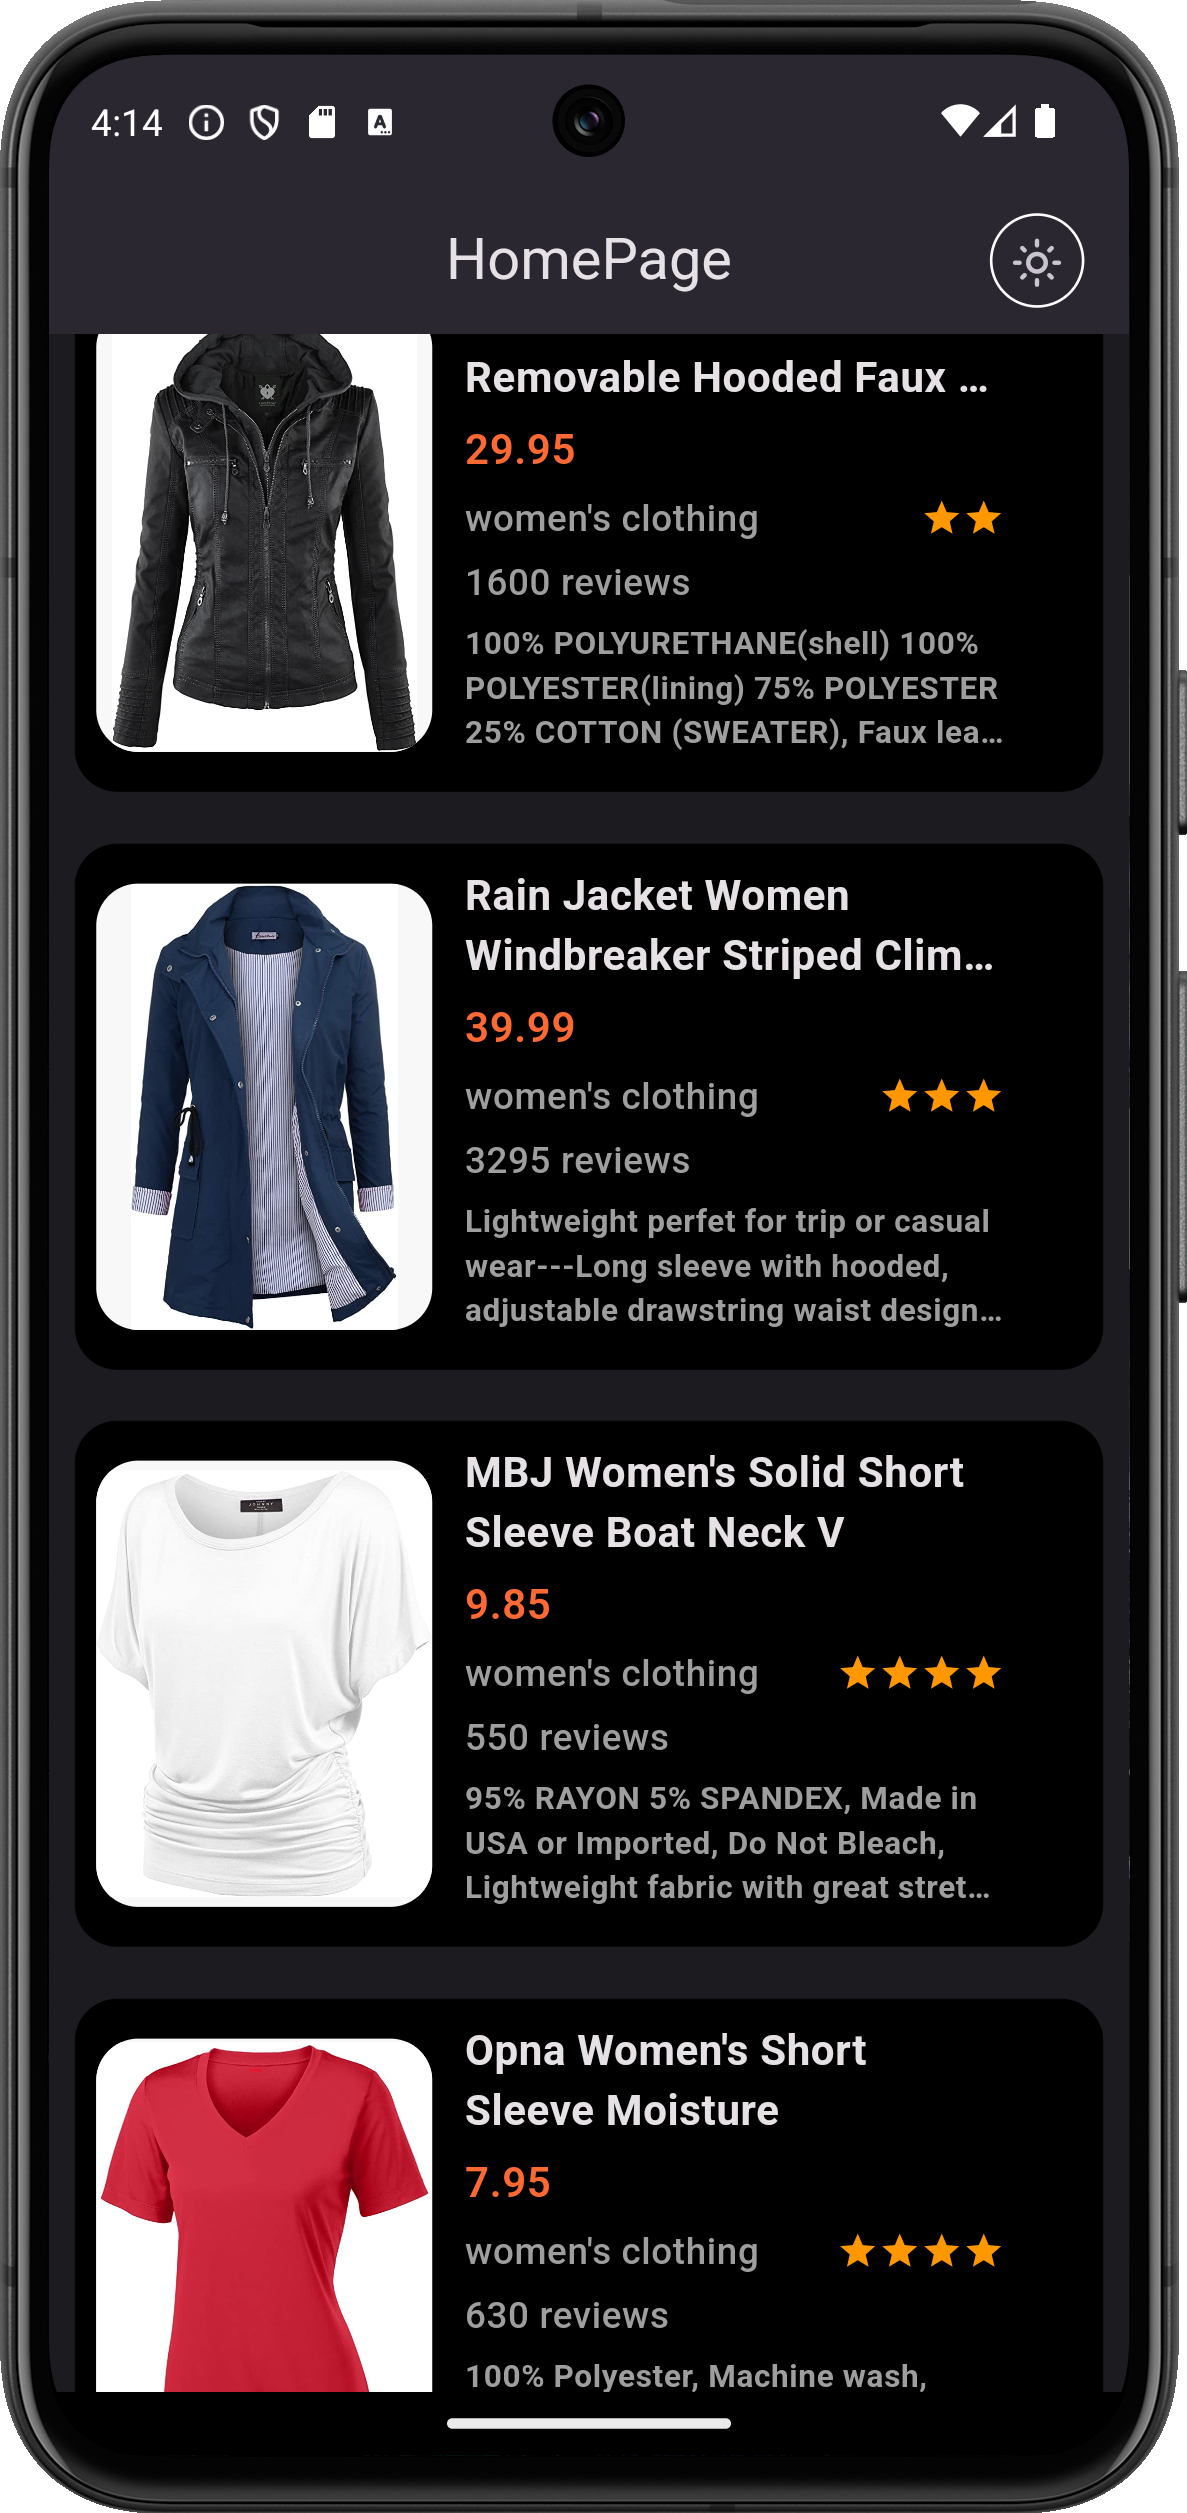 4:14
HomePage
Removable Hooded Faux ...
29.95
women's clothing
1600 reviews
100% POLYURETHANE(shell) 100%
POLYESTER(lining) 75% POLYESTER
25% COTTON (SWEATER), Faux lea...
Rain Jacket Women
Windbreaker Striped Clim...
39.99
women's clothing
3295 reviews
Lightweight perfet for trip or casual
wear---Long sleeve with hooded,
adjustable drawstring waist design...
MBJ Women's Solid Short
Sleeve Boat Neck V
9.85
women's clothing
550 reviews
95% RAYON 5% SPANDEX, Made in
USA or Imported, Do Not Bleach,
Lightweight fabric with great stret...
Opna Women's Short
Sleeve Moisture
7.95
women's clothing
630 reviews
100% Polyester, Machine wash,